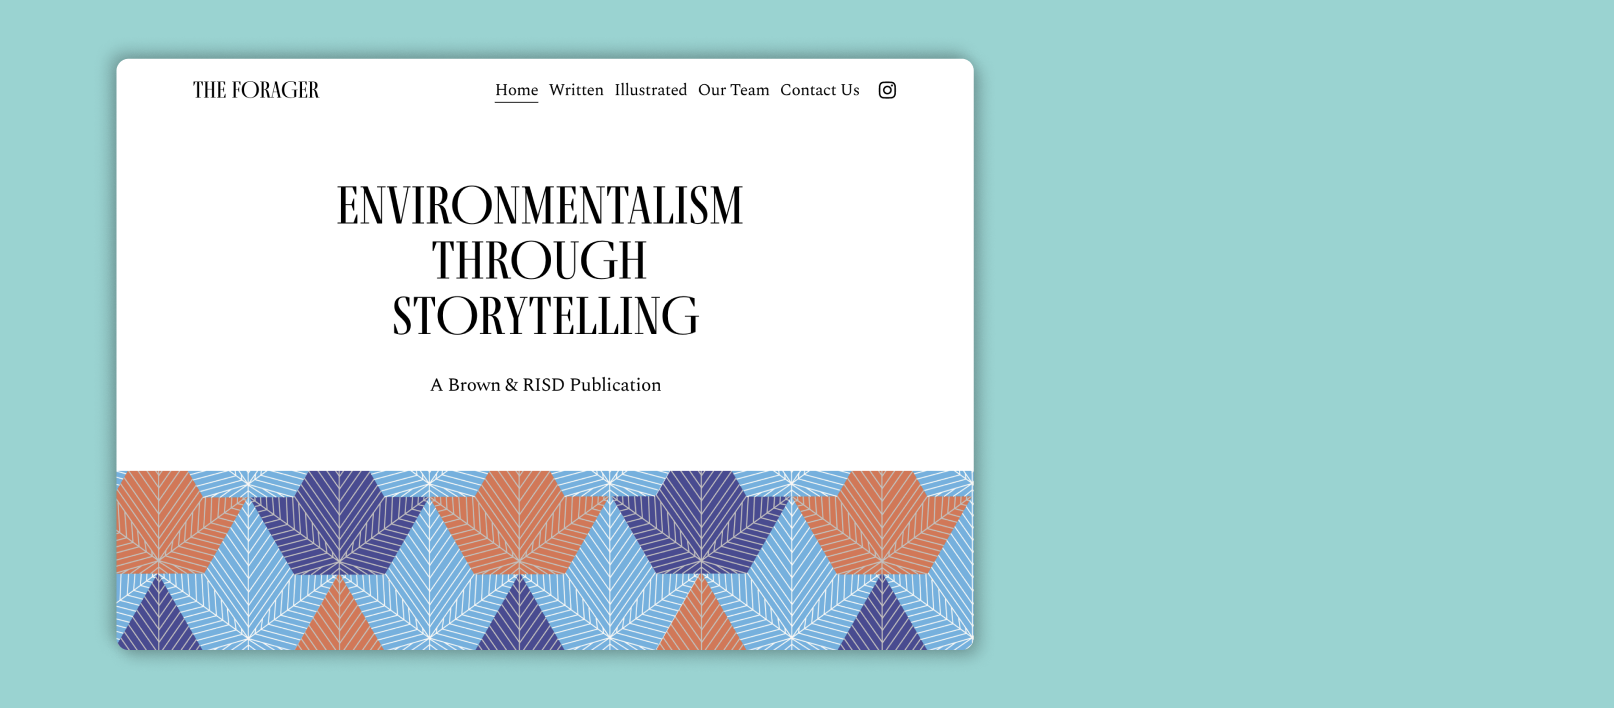 THE FORAGER
Home Written Illustrated Our Team Contact Us
ENVIRONMENTALISM
THROUGH
STORYTELLING
A Brown & RISD Publication